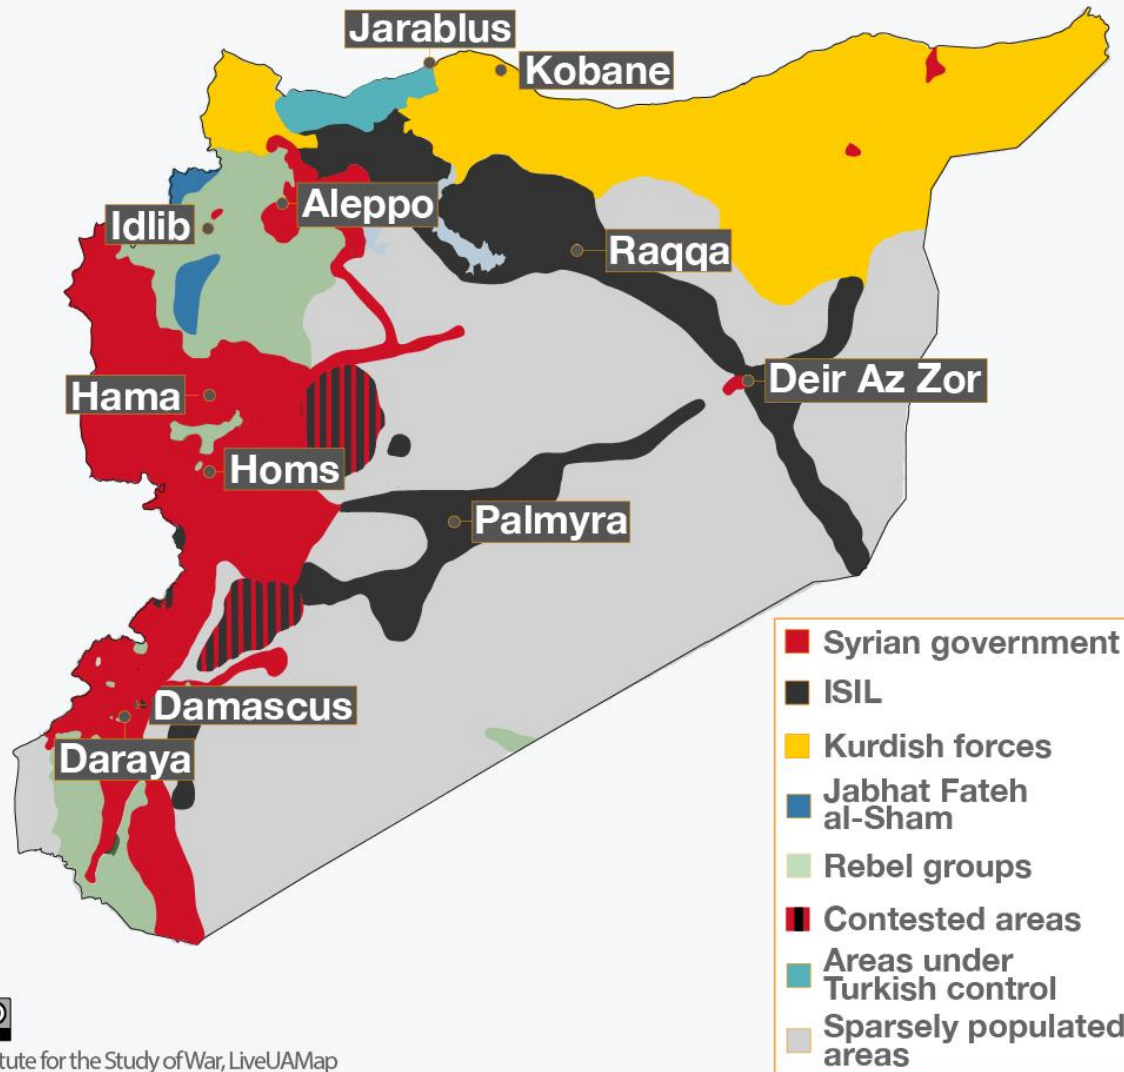 Jarablus
Kobane
Aleppo
Idlib
Raqqa
Deir Az Zor
Hama
Homs
Palmyra
Damascus
Daraya
Syrian government
ISIL
Kurdish forces
Jabhat Fateh
al-Sham
Rebel groups
Contested areas
Areas under
Turkish control
Sparsely populated
areas
tute for the Study of War, LiveUAMap